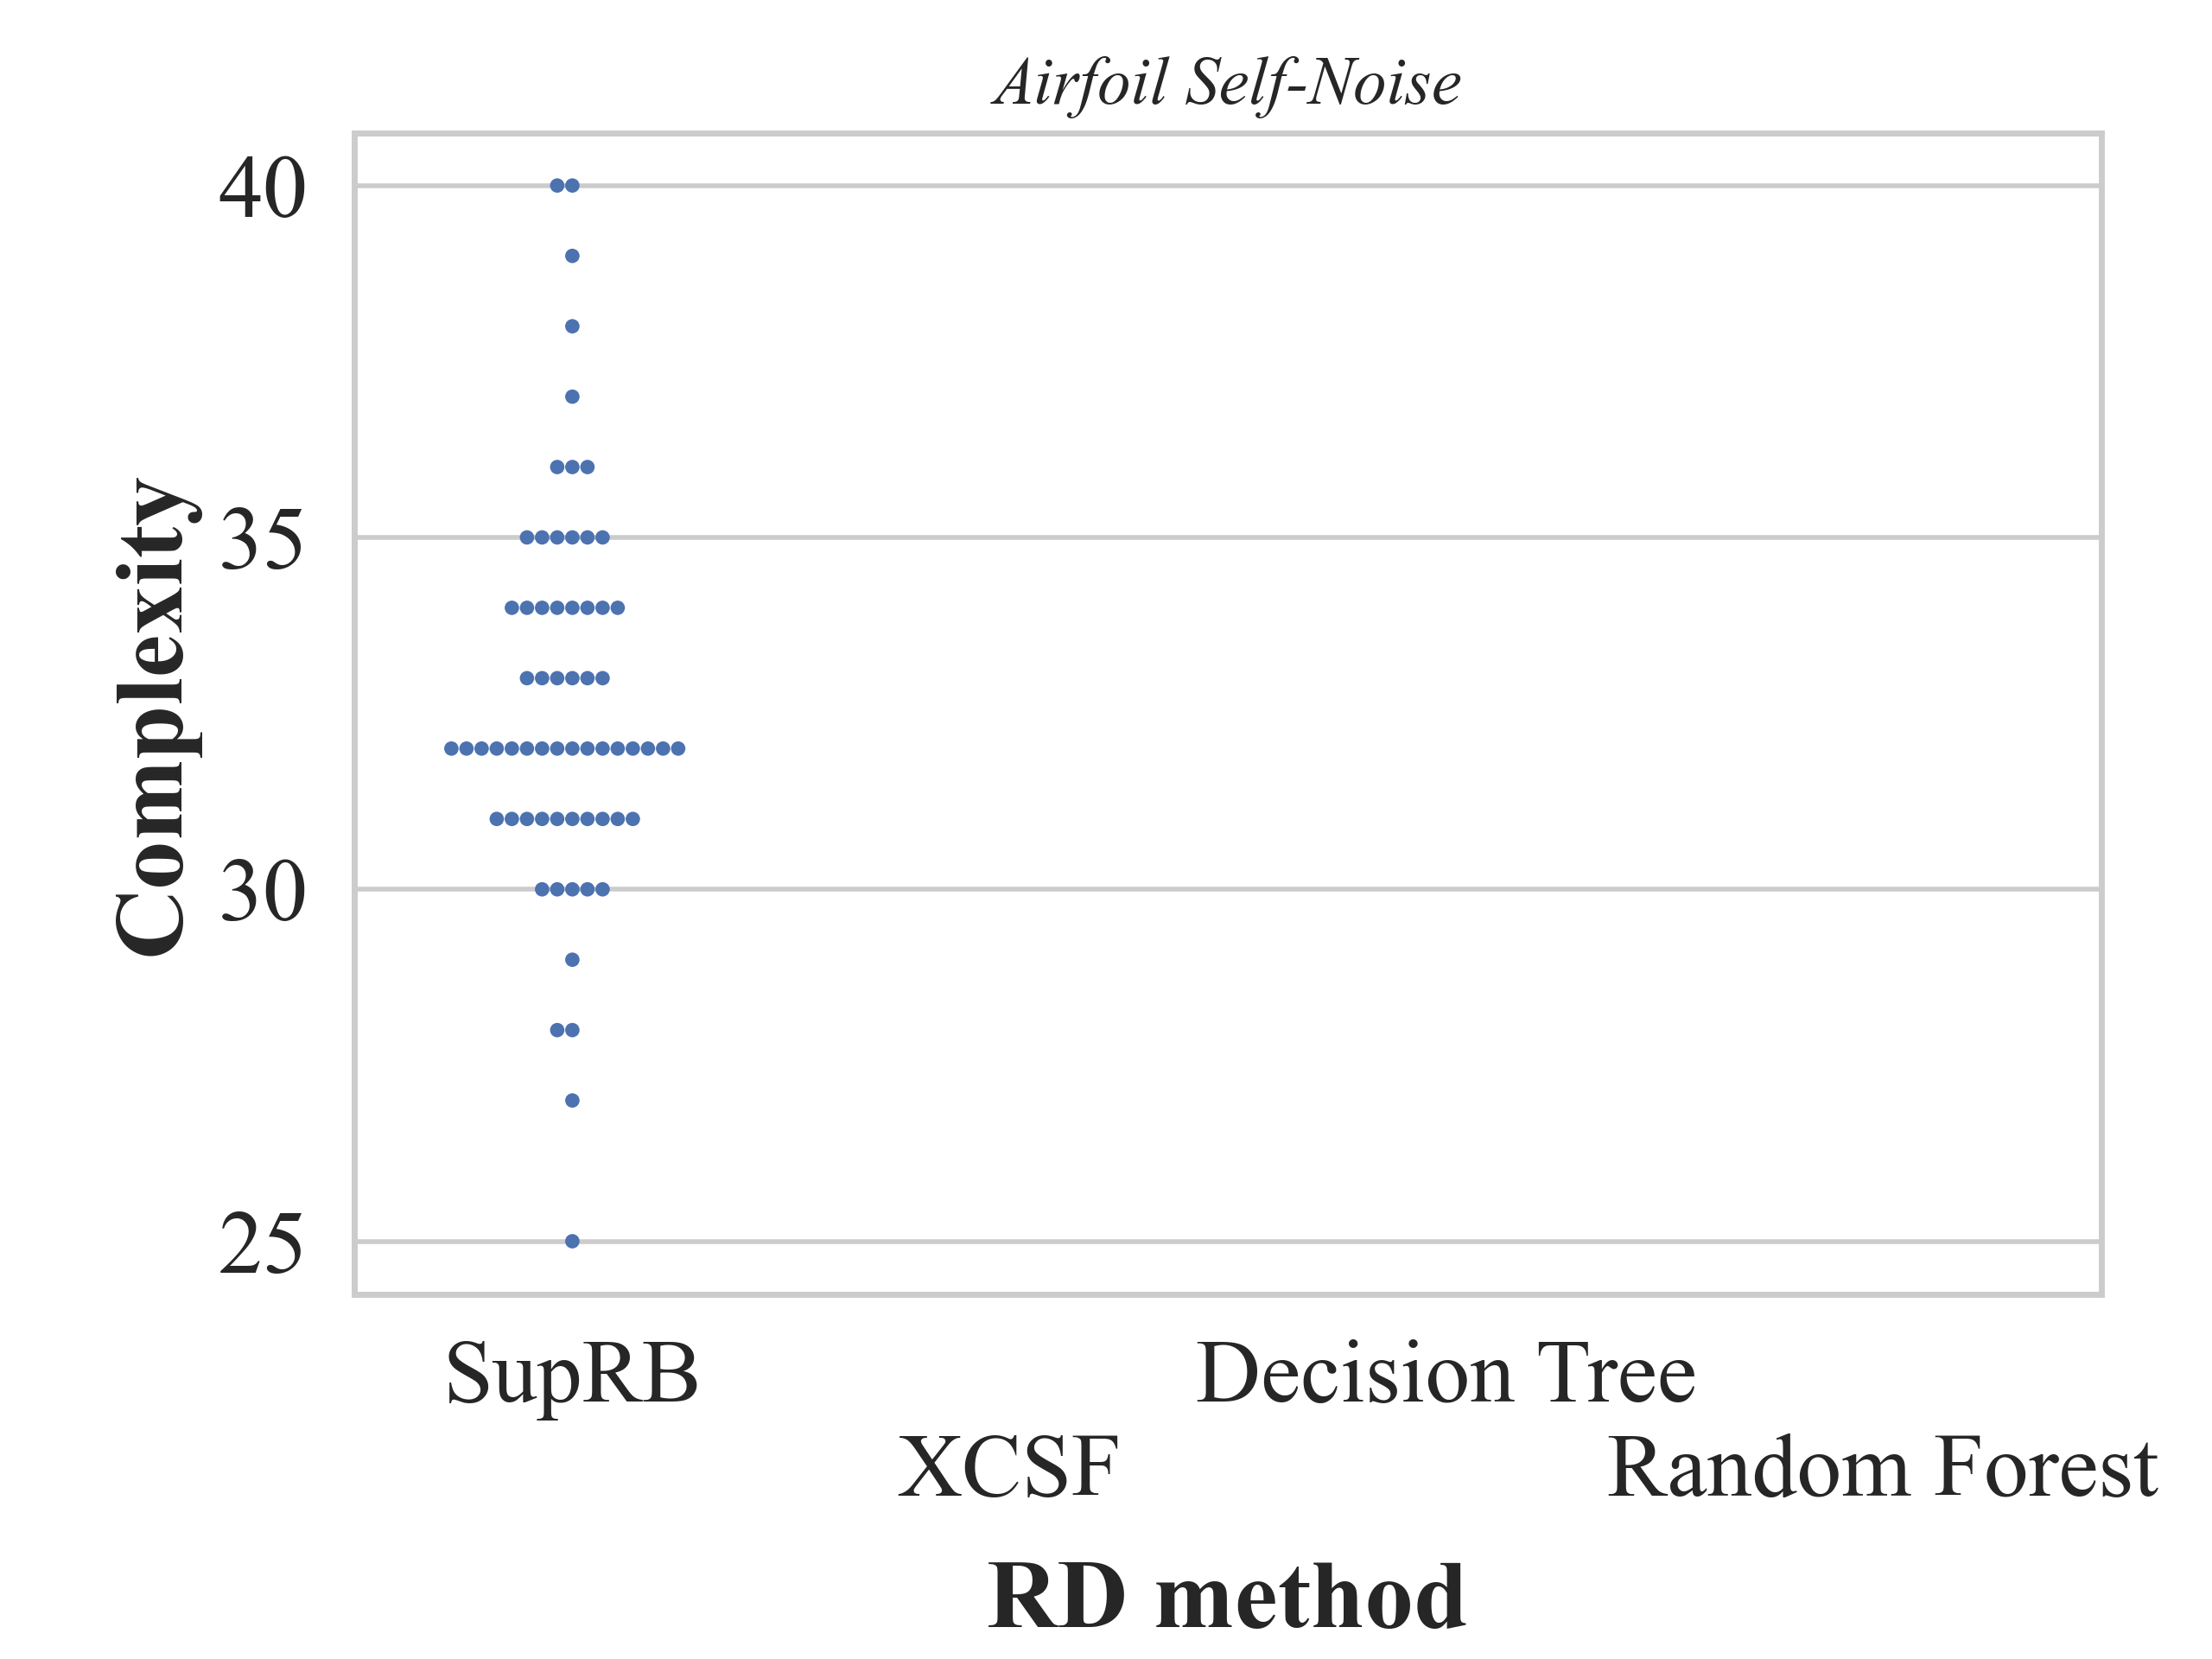 Airfoil Self-Noise
40
35
30
25
Complexity
SupRB
Decision Tree
XCSF
Random Forest
RD method